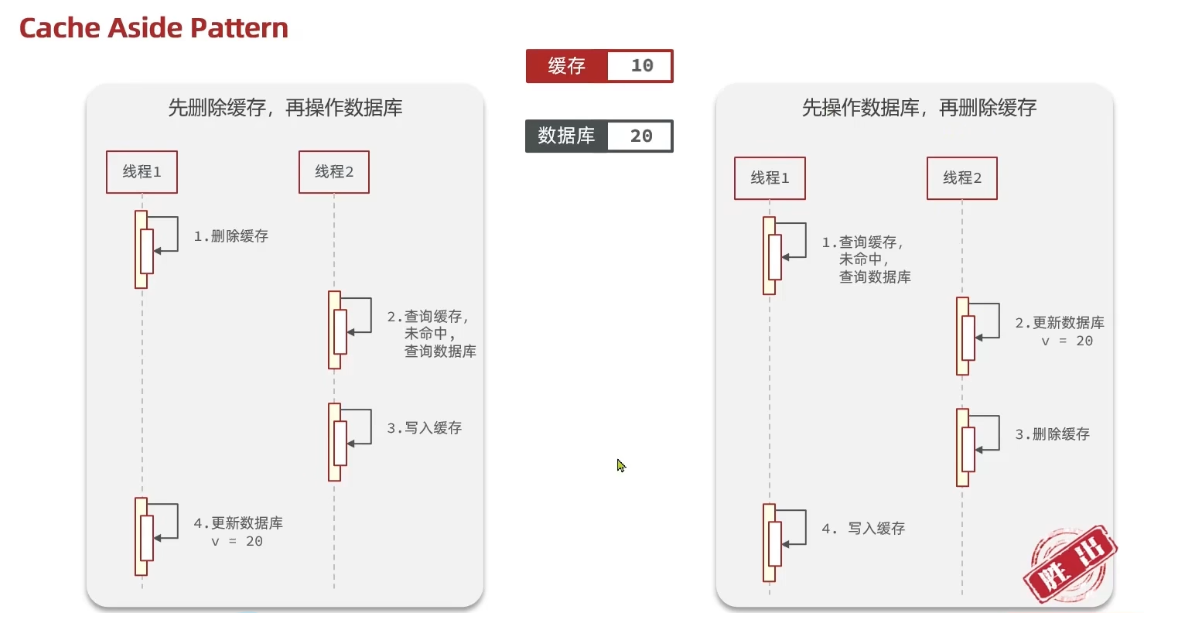 Cache Aside Pattern
缓存 10
数据库 20
先删除缓存，再操作数据库
线程1
线程2
1.删除缓存
2.查询缓存，
未命中，
查询数据库
3.写入缓存
4.更新数据库
v = 20
先操作数据库，再删除缓存
线程1
线程2
1.查询缓存，
未命中，
查询数据库
2.更新数据库
v = 20
3.删除缓存
4. 写入缓存
胜出